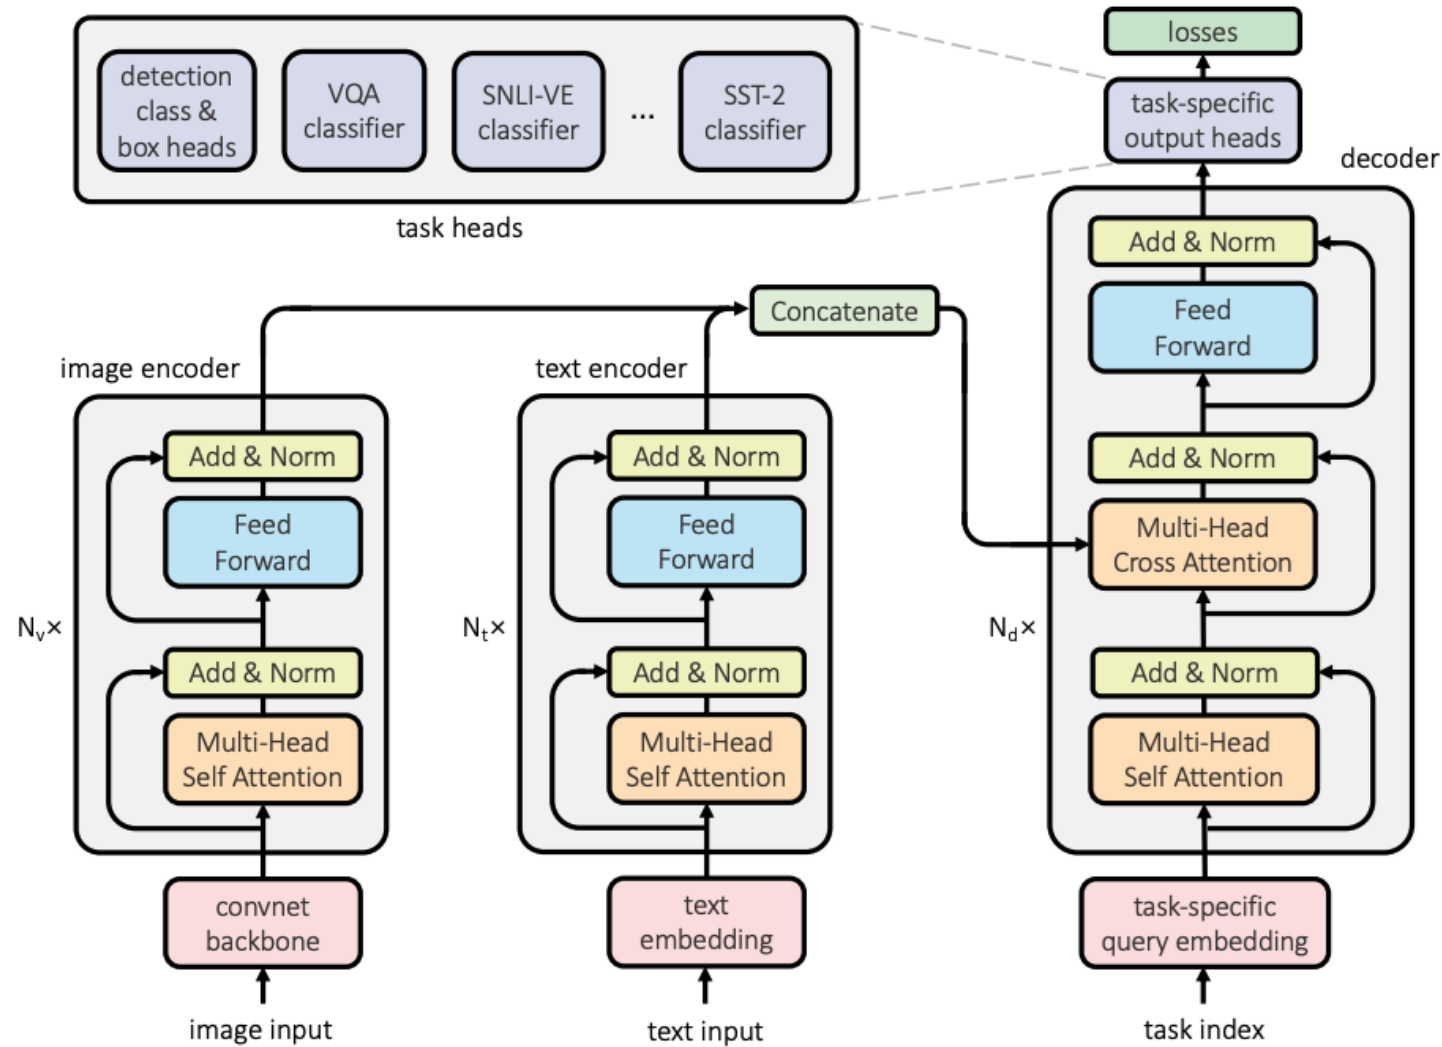 detection
class &
box heads
VQA
classifier
SNLI-VE
classifier
...
SST-2
classifier
task heads
losses
task-specific
output heads
decoder
Add & Norm
Feed
Forward
Add & Norm
Multi-Head
Cross Attention
Add & Norm
Multi-Head
Self Attention
N_d×
task-specific
query embedding
task index
Concatenate
image encoder
Add & Norm
Feed
Forward
Add & Norm
Multi-Head
Self Attention
N_v×
convnet
backbone
image input
text encoder
Add & Norm
Feed
Forward
Add & Norm
Multi-Head
Self Attention
N_t×
text
embedding
text input